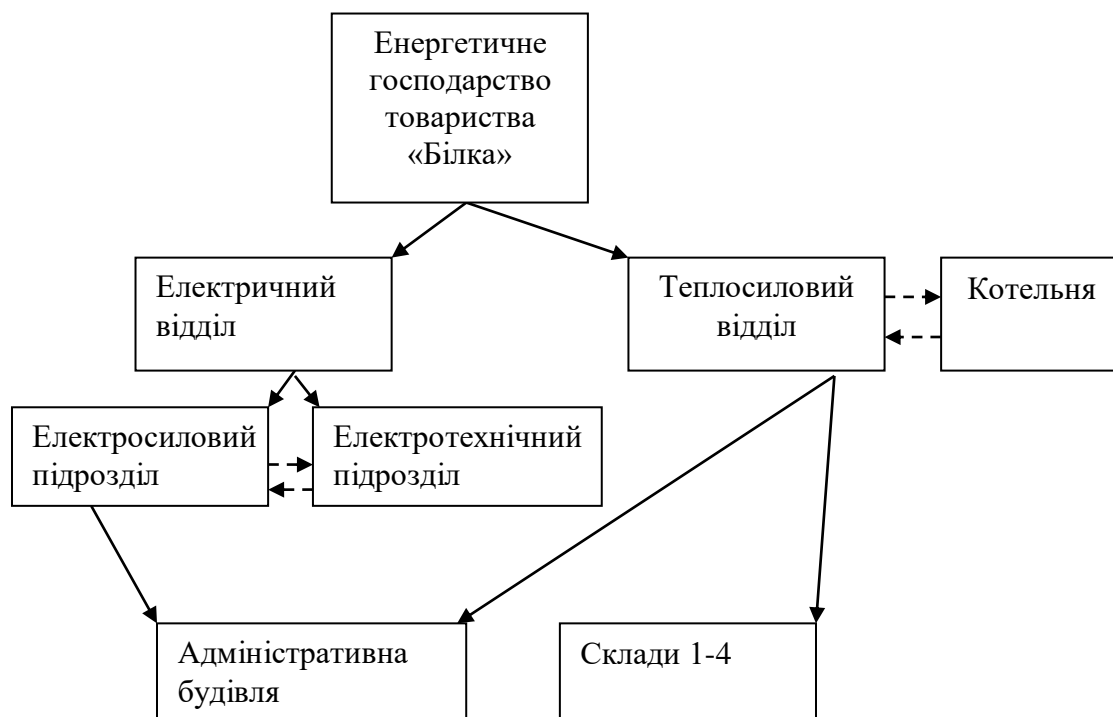 Енергетичне
господарство
товариства
«Білка»
Електричний
відділ
Теплосиловий
відділ
Котельня
Електросиловий
підрозділ
Електротехнічний
підрозділ
Адміністративна
будівля
Склади 1-4